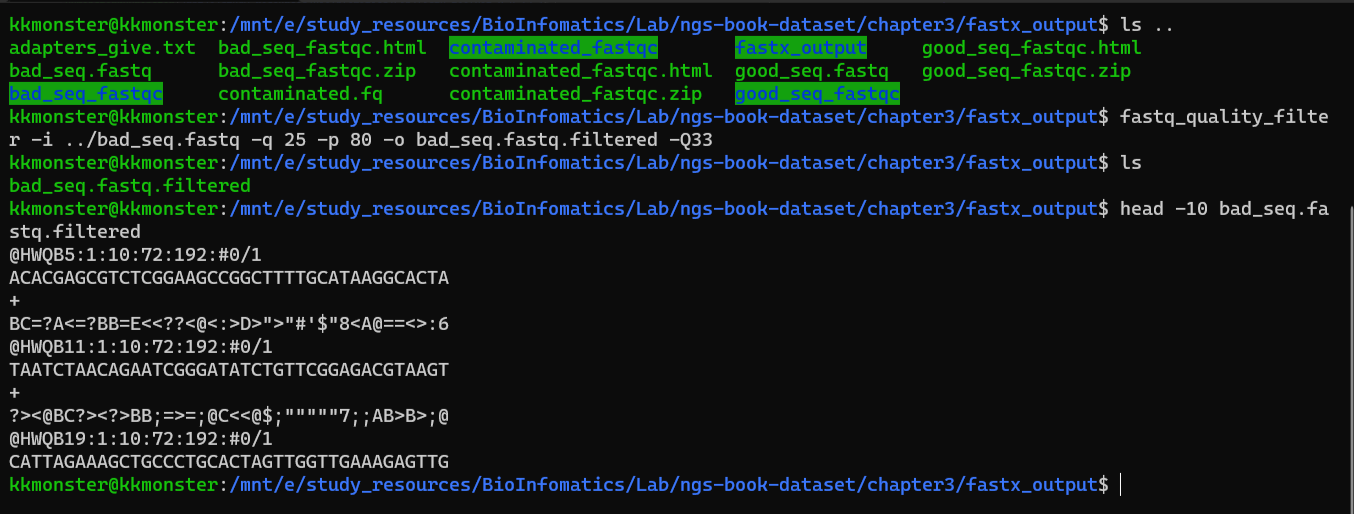 kkmonster@kkmonster:/mnt/e/study_resources/BioInfomatics/Lab/ngs-book-dataset/chapter3/fastx_output$ ls ..
adapters_give.txt  bad_seq_fastqc.html  contaminated_fastqc       fastx_output    good_seq_fastqc.html
bad_seq.fastq      bad_seq_fastqc.zip   contaminated_fastqc.html  good_seq.fastq  good_seq_fastqc.zip
bad_seq_fastqc     contaminated.fq      contaminated_fastqc.zip   good_seq_fastqc
kkmonster@kkmonster:/mnt/e/study_resources/BioInfomatics/Lab/ngs-book-dataset/chapter3/fastx_output$ fastq_quality_filte
r -i ../bad_seq.fastq -q 25 -p 80 -o bad_seq.fastq.filtered -Q33
kkmonster@kkmonster:/mnt/e/study_resources/BioInfomatics/Lab/ngs-book-dataset/chapter3/fastx_output$ ls
bad_seq.fastq.filtered
kkmonster@kkmonster:/mnt/e/study_resources/BioInfomatics/Lab/ngs-book-dataset/chapter3/fastx_output$ head -10 bad_seq.fa
stq.filtered
@HWQB5:1:10:72:192:#0/1
ACACGAGCGTCTCGGAAGCCGGCTTTTGCATAAGGCACTA
+
BC=?A<=?BB=E<<??<@<:>D>">"#'$"8<A@==<>:6
@HWQB11:1:10:72:192:#0/1
TAATCTAACAGAATCGGGATATCTGTTCGGAGACGTAAGT
+
?><@BC?><?>BB;=>=;@C<<@$;"""""7;;AB>B>;@
@HWQB19:1:10:72:192:#0/1
CATTAGAAAGCTGCCCTGCACTAGTTGGTTGAAAGAGTTG
kkmonster@kkmonster:/mnt/e/study_resources/BioInfomatics/Lab/ngs-book-dataset/chapter3/fastx_output$